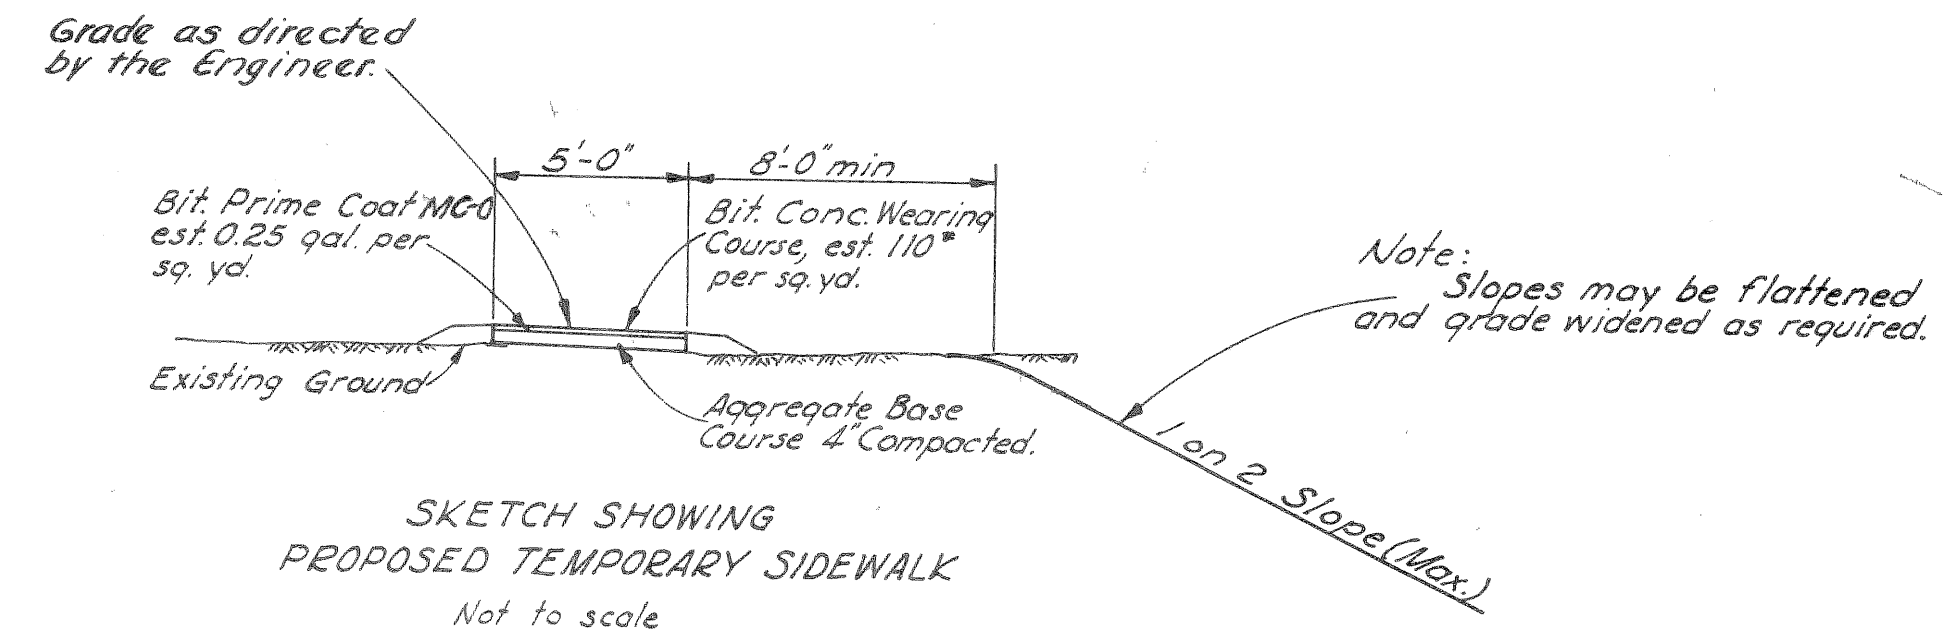 Grade as directed
by the Engineer.
5'-0"
8'-0" min
Bit. Prime Coat MC-0
est. 0.25 gal. per
sq. yd.
Bit. Conc. Wearing
Course, est. 110#
per sq. yd.
Note:
Slopes may be flattened
and grade widened as required.
Existing Ground
Aggregate Base
Course 4" Compacted.
1 on 2 Slope (Max.)
SKETCH SHOWING
PROPOSED TEMPORARY SIDEWALK
Not to scale